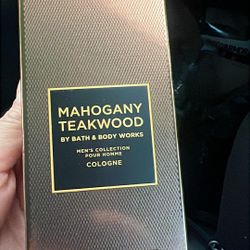 MAHOGANY
TEAKWOOD
BY BATH & BODY WORKS
MEN'S COLLECTION
POUR HOMME
COLOGNE